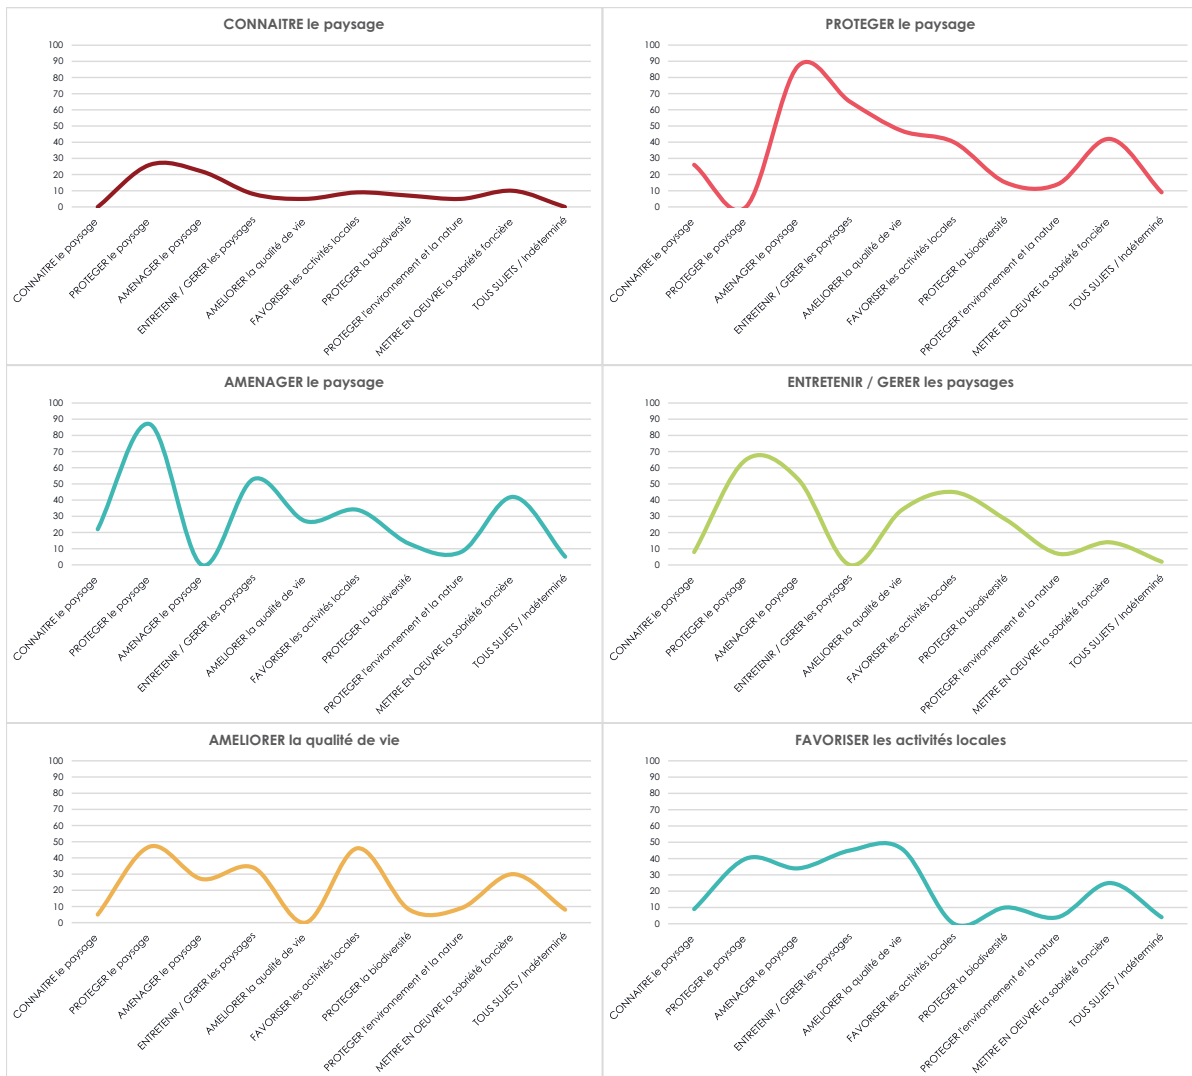 CONNAITRE le paysage
100
90
80
70
60
50
40
30
20
10
0
CONNAITRE le paysage
PROTEGER le paysage
AMENAGER le paysage
ENTRETENIR / GERER les paysages
AMELIORER la qualité de vie
FAVORISER les activités locales
PROTEGER la biodiversité
PROTEGER l'environnement et la nature
METTRE EN OEUVRE la sobriété foncière
TOUS SUJETS / Indéterminé
PROTEGER le paysage
100
90
80
70
60
50
40
30
20
10
0
CONNAITRE le paysage
PROTEGER le paysage
AMENAGER le paysage
ENTRETENIR / GERER les paysages
AMELIORER la qualité de vie
FAVORISER les activités locales
PROTEGER la biodiversité
PROTEGER l'environnement et la nature
METTRE EN OEUVRE la sobriété foncière
TOUS SUJETS / Indéterminé
AMENAGER le paysage
100
90
80
70
60
50
40
30
20
10
0
CONNAITRE le paysage
PROTEGER le paysage
AMENAGER le paysage
ENTRETENIR / GERER les paysages
AMELIORER la qualité de vie
FAVORISER les activités locales
PROTEGER la biodiversité
PROTEGER l'environnement et la nature
METTRE EN OEUVRE la sobriété foncière
TOUS SUJETS / Indéterminé
ENTRETENIR / GERER les paysages
100
90
80
70
60
50
40
30
20
10
0
CONNAITRE le paysage
PROTEGER le paysage
AMENAGER le paysage
ENTRETENIR / GERER les paysages
AMELIORER la qualité de vie
FAVORISER les activités locales
PROTEGER la biodiversité
PROTEGER l'environnement et la nature
METTRE EN OEUVRE la sobriété foncière
TOUS SUJETS / Indéterminé
AMELIORER la qualité de vie
100
90
80
70
60
50
40
30
20
10
0
CONNAITRE le paysage
PROTEGER le paysage
AMENAGER le paysage
ENTRETENIR / GERER les paysages
AMELIORER la qualité de vie
FAVORISER les activités locales
PROTEGER la biodiversité
PROTEGER l'environnement et la nature
METTRE EN OEUVRE la sobriété foncière
TOUS SUJETS / Indéterminé
FAVORISER les activités locales
100
90
80
70
60
50
40
30
20
10
0
CONNAITRE le paysage
PROTEGER le paysage
AMENAGER le paysage
ENTRETENIR / GERER les paysages
AMELIORER la qualité de vie
FAVORISER les activités locales
PROTEGER la biodiversité
PROTEGER l'environnement et la nature
METTRE EN OEUVRE la sobriété foncière
TOUS SUJETS / Indéterminé